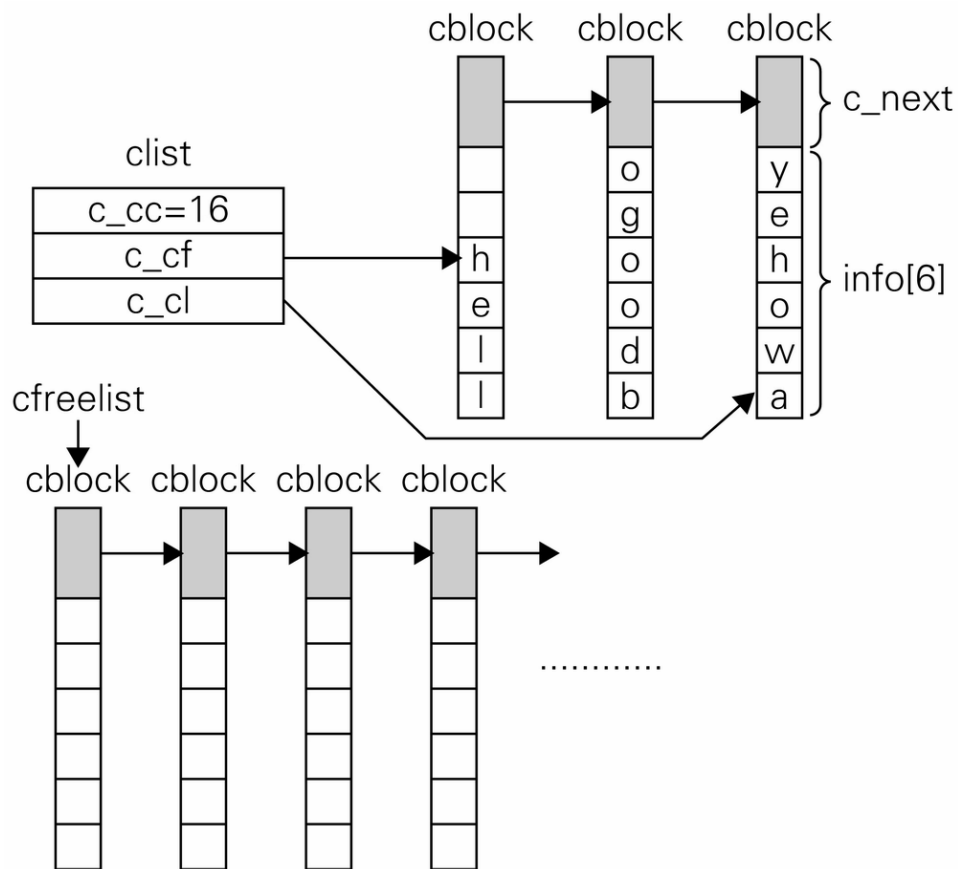 cblock cblock cblock
c_next
clist
c_cc=16
c_cf
c_cl
h
e
l
l
o
g
o
o
d
b
y
e
h
o
w
a
info[6]
cfreelist
cblock cblock cblock cblock
............